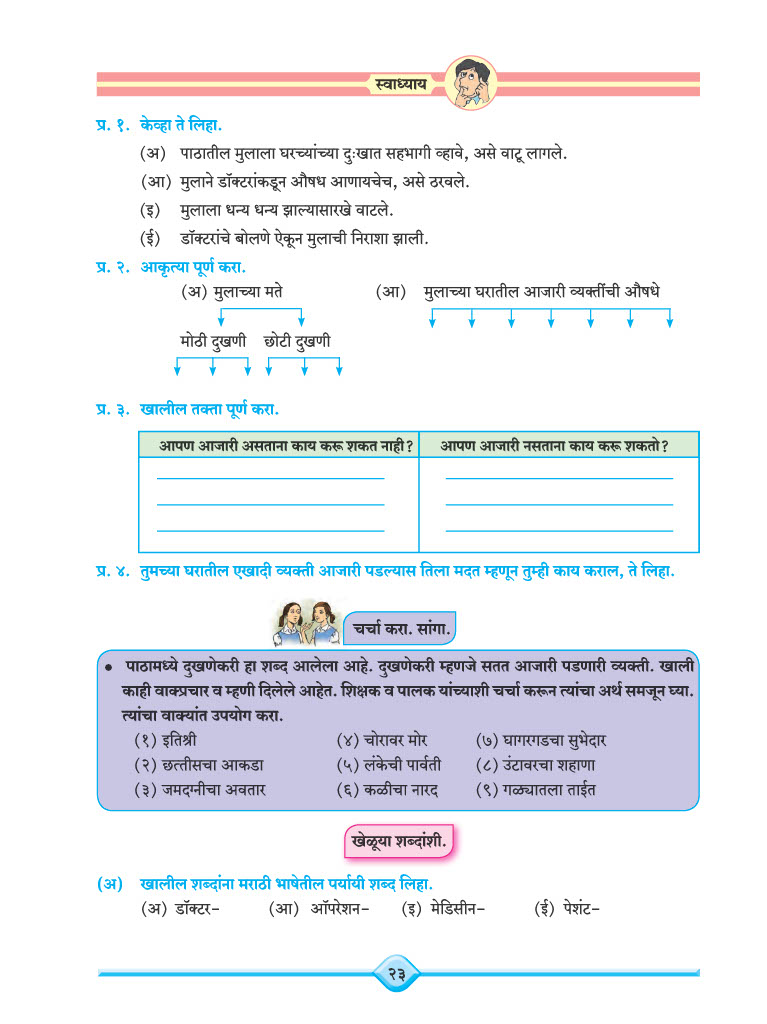 स्वाध्याय
प्र. १. केव्हा ते लिहा.
(अ) पाठातील मुलाला घरच्यांच्या दुःखात सहभागी व्हावे, असे वाटू लागले.
(आ) मुलाने डॉक्टरांकडून औषध आणायचेच, असे ठरवले.
(इ) मुलाला धन्य धन्य झाल्यासारखे वाटले.
(ई) डॉक्टरांचे बोलणे ऐकून मुलाची निराशा झाली.
प्र. २. आकृत्या पूर्ण करा.
(अ) मुलाच्या मते (आ) मुलाच्या घरातील आजारी व्यक्तींची औषधे
मोठी दुखणी छोटी दुखणी
प्र. ३. खालील तक्ता पूर्ण करा.
आपण आजारी असताना काय करू शकत नाही? आपण आजारी नसताना काय करू शकतो?
प्र. ४. तुमच्या घरातील एखादी व्यक्ती आजारी पडल्यास तिला मदत म्हणून तुम्ही काय कराल, ते लिहा.
चर्चा करा. सांगा.
• पाठामध्ये दुखणेकरी हा शब्द आलेला आहे. दुखणेकरी म्हणजे सतत आजारी पडणारी व्यक्ती. खाली
काही वाक्प्रचार व म्हणी दिलेले आहेत. शिक्षक व पालक यांच्याशी चर्चा करून त्यांचा अर्थ समजून घ्या.
त्यांचा वाक्यांत उपयोग करा.
(१) इतिश्री (४) चोरावर मोर (७) घागरगडचा सुभेदार
(२) छत्तीसचा आकडा (५) लंकेची पार्वती (८) उंटावरचा शहाणा
(३) जमदग्नीचा अवतार (६) कळीचा नारद (९) गळ्यातला ताईत
खेळूया शब्दांशी.
(अ) खालील शब्दांना मराठी भाषेतील पर्यायी शब्द लिहा.
(अ) डॉक्टर- (आ) ऑपरेशन- (इ) मेडिसीन- (ई) पेशंट-
२३